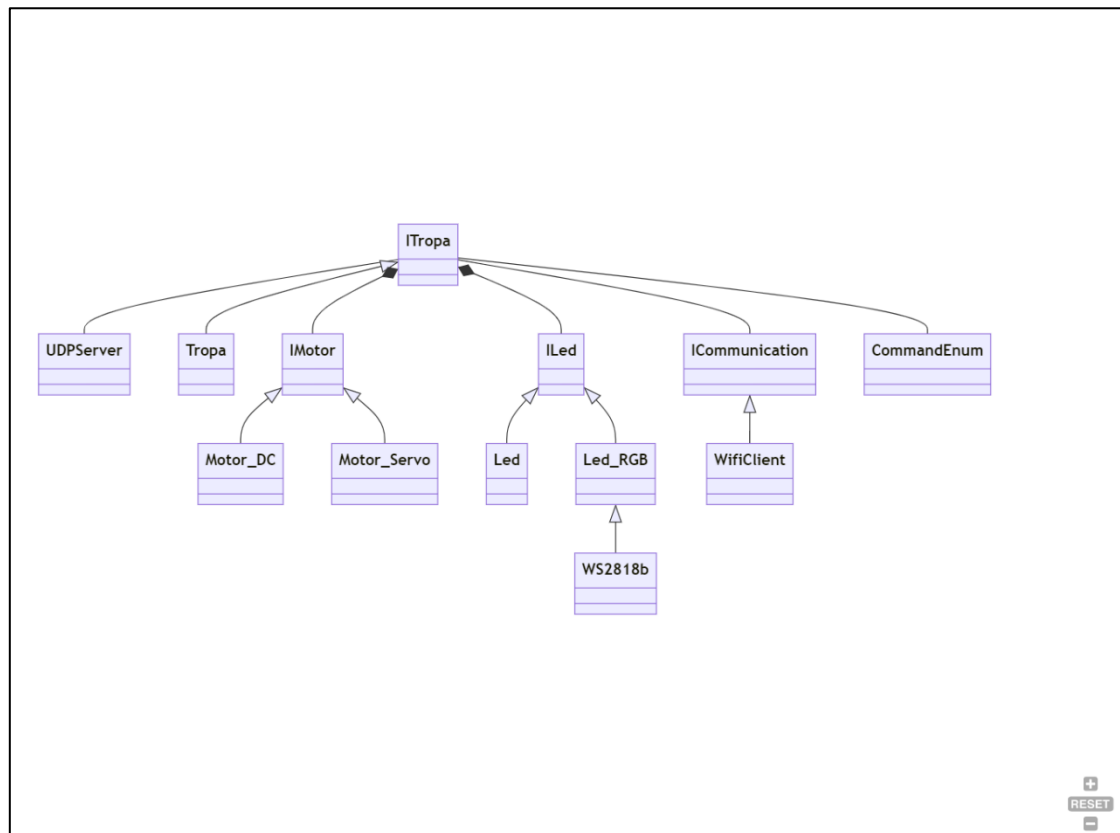 ITropa
UDPServer
Tropa
IMotor
ILed
ICommunication
CommandEnum
Motor_DC
Motor_Servo
Led
Led_RGB
WifiClient
WS2818b
RESET